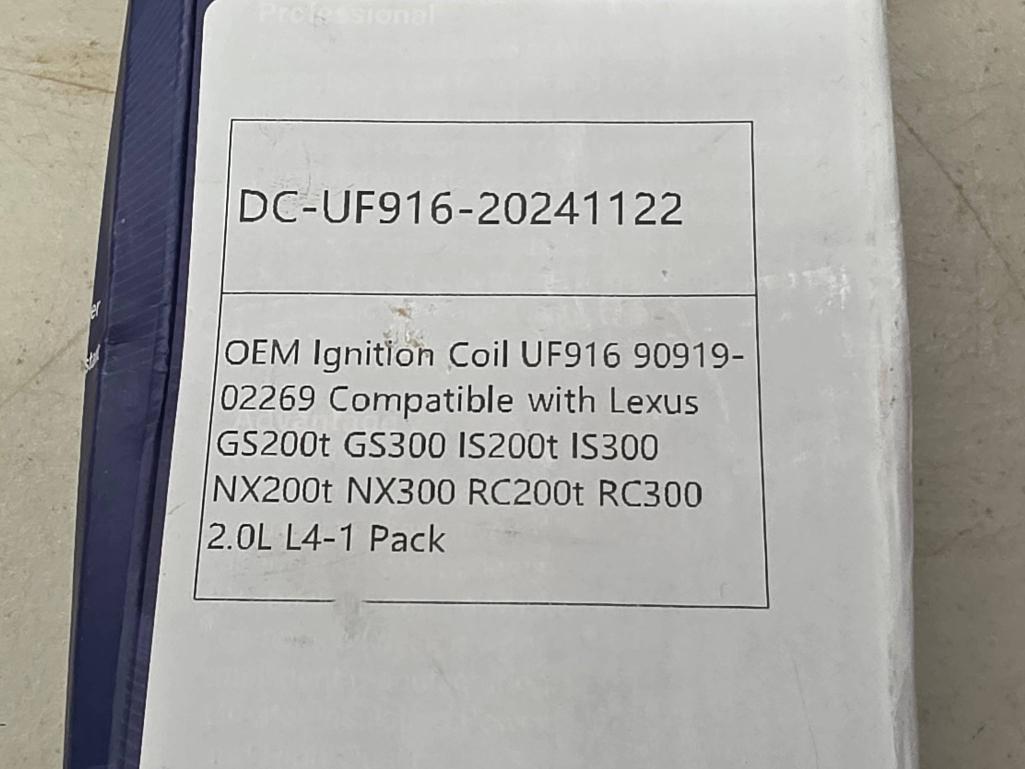 Professional
DC-UF916-20241122
OEM Ignition Coil UF916 90919-
02269 Compatible with Lexus
GS200t GS300 IS200t IS300
NX200t NX300 RC200t RC300
2.0L L4-1 Pack